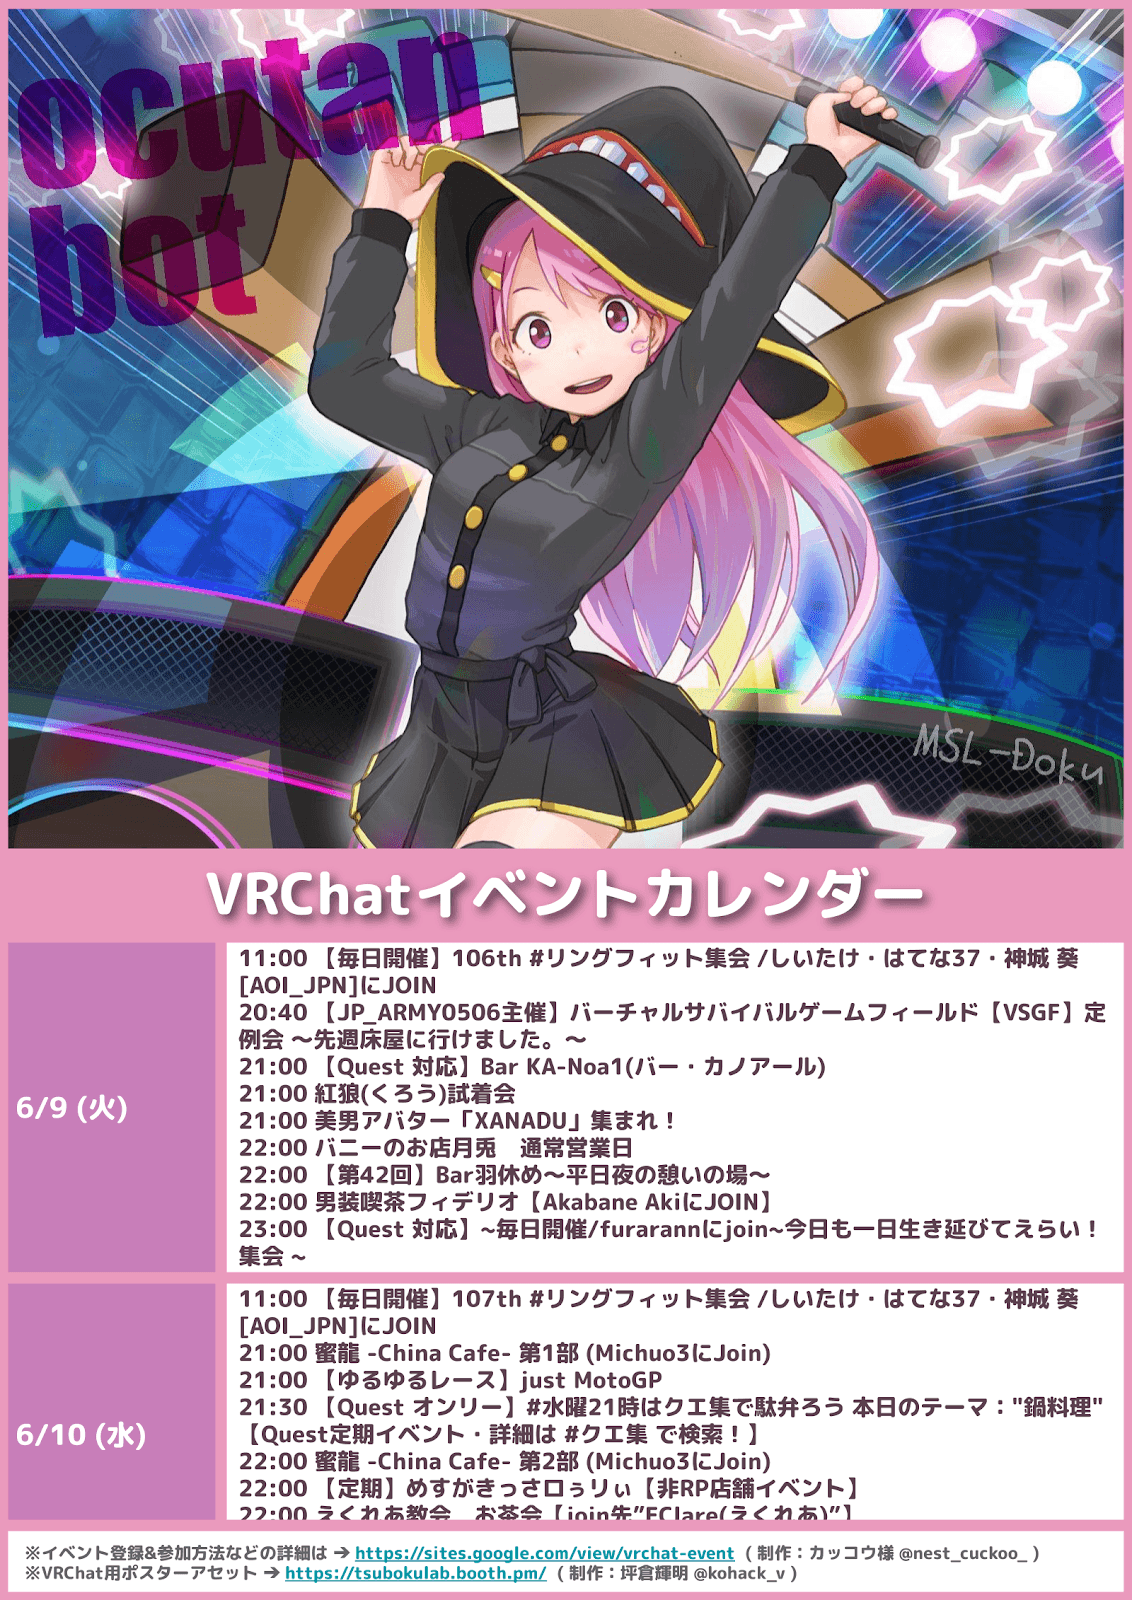 ocutan
bot
MSL-Doku
VRChatイベントカレンダー
6/9 (火)
11:00 【毎日開催】106th #リングフィット集会 /しいたけ・はてな37・神城 葵
[AOI_JPN]にJOIN
20:40 【JP_ARMY0506主催】バーチャルサバイバルゲームフィールド【VSGF】定
例会 〜先週床屋に行けました。〜
21:00 【Quest 対応】Bar KA-Noa1(バー・カノアール)
21:00 紅狼(くろう)試着会
21:00 美男アバター「XANADU」集まれ！
22:00 バニーのお店月兎　通常営業日
22:00 【第42回】Bar羽休め〜平日夜の憩いの場〜
22:00 男装喫茶フィデリオ【Akabane AkiにJOIN】
23:00 【Quest 対応】~毎日開催/furarannにjoin~今日も一日生き延びてえらい！
集会 ~
6/10 (水)
11:00 【毎日開催】107th #リングフィット集会 /しいたけ・はてな37・神城 葵
[AOI_JPN]にJOIN
21:00 蜜龍 -China Cafe- 第1部 (Michuo3にJoin)
21:00 【ゆるゆるレース】just MotoGP
21:30 【Quest オンリー】#水曜21時はクエ集で駄弁ろう 本日のテーマ："鍋料理"
【Quest定期イベント・詳細は #クエ集 で検索！】
22:00 蜜龍 -China Cafe- 第2部 (Michuo3にJoin)
22:00 【定期】めすがきっさロぅリぃ【非RP店舗イベント】
22:00 えくれあ教会　お茶会【join先”EClare(えくれあ)”】
※イベント登録&参加方法などの詳細は → https://sites.google.com/view/vrchat-event （ 制作：カッコウ様 @nest_cuckoo_ ）
※VRChat用ポスターアセット → https://tsubokulab.booth.pm/ （ 制作：坪倉輝明 @kohack_v ）